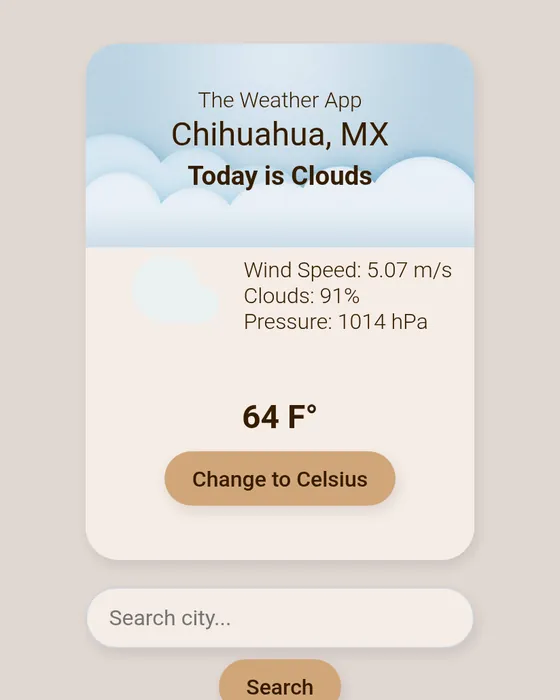 The Weather App
Chihuahua, MX
Today is Clouds
Wind Speed: 5.07 m/s
Clouds: 91%
Pressure: 1014 hPa
64 F°
Change to Celsius
Search city...
Search